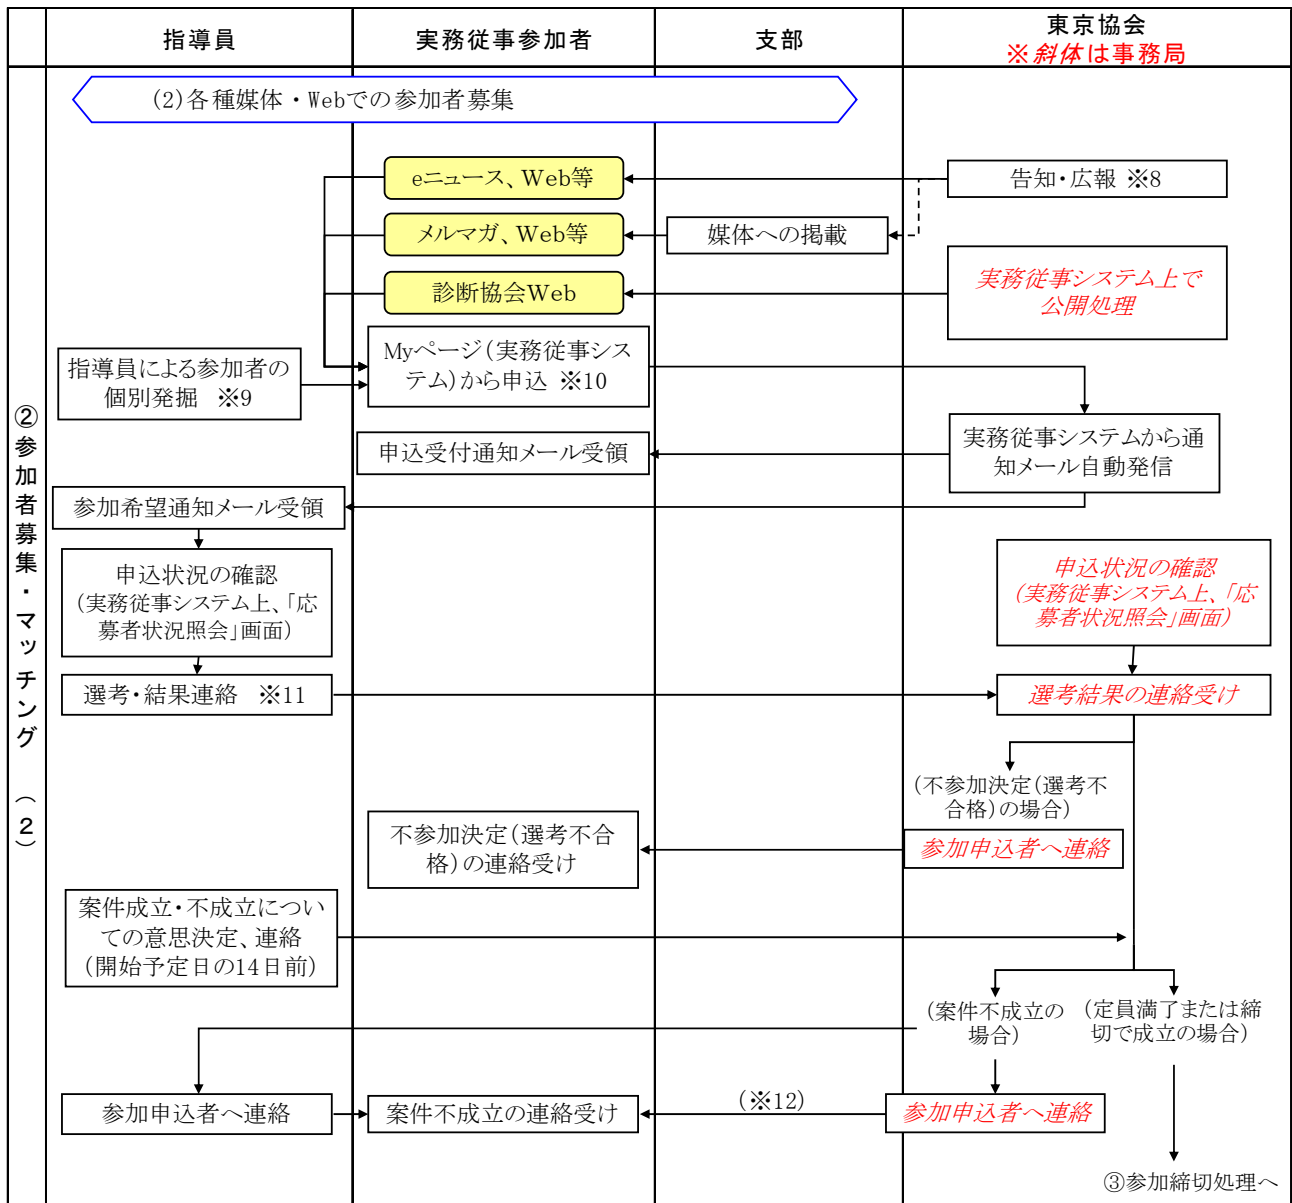 指導員
実務従事参加者
支部
東京協会
※斜体は事務局
②参加者募集・マッチング（２）
(2)各種媒体・Webでの参加者募集
eニュース、Web等
告知・広報 ※8
メルマガ、Web等
媒体への掲載
診断協会Web
実務従事システム上で
公開処理
Myページ（実務従事シス
テム）から申込 ※10
指導員による参加者の
個別発掘　※9
申込受付通知メール受領
実務従事システムから通
知メール自動発信
参加希望通知メール受領
申込状況の確認
（実務従事システム上、「応
募者状況照会」画面）
申込状況の確認
（実務従事システム上、「応
募者状況照会」画面）
選考・結果連絡　※11
選考結果の連絡受け
（不参加決定（選考不
合格）の場合）
不参加決定（選考不合
格）の連絡受け
参加申込者へ連絡
案件成立・不成立につい
ての意思決定、連絡
（開始予定日の14日前）
（案件不成立の
場合）
（定員満了または締
切で成立の場合）
参加申込者へ連絡
案件不成立の連絡受け
（※12）
参加申込者へ連絡
③参加締切処理へ